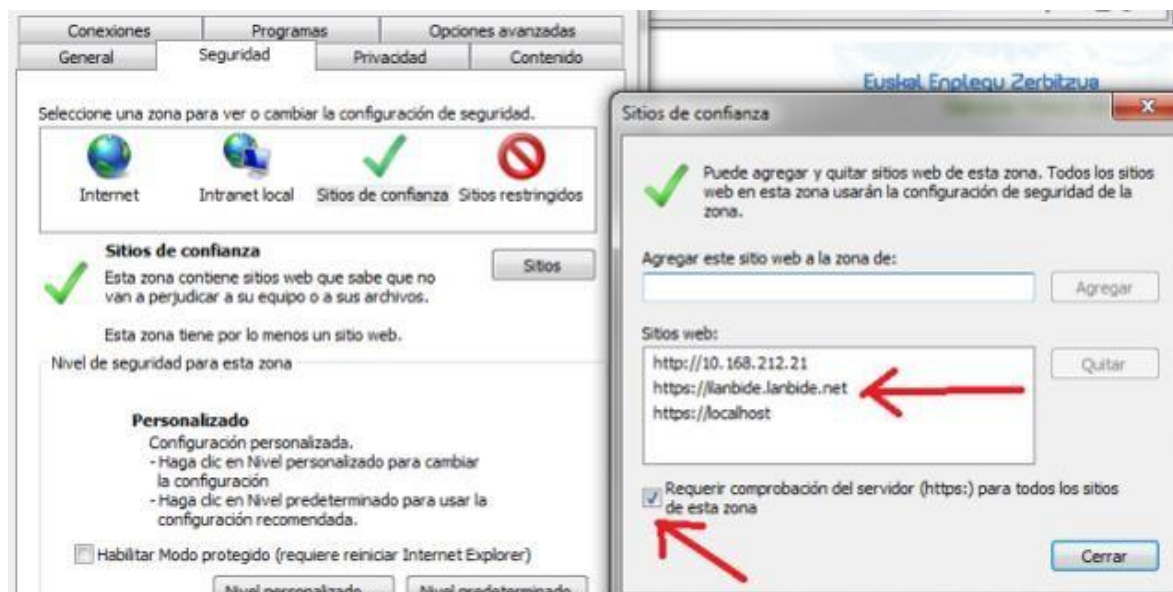 Conexiones
Programas
Opciones avanzadas
General
Seguridad
Privacidad
Contenido
Seleccione una zona para ver o cambiar la configuración de seguridad.
Internet
Intranet local
Sitios de confianza
Sitios restringidos
Sitios de confianza
Sitios
Esta zona contiene sitios web que sabe que no
van a perjudicar a su equipo o a sus archivos.
Esta zona tiene por lo menos un sitio web.
Nivel de seguridad para esta zona
Personalizado
Configuración personalizada.
- Haga clic en Nivel personalizado para cambiar
la configuración
- Haga clic en Nivel predeterminado para usar la
configuración recomendada.
Habilitar Modo protegido (requiere reiniciar Internet Explorer)
Nivel personalizado...
Nivel predeterminado
Euskal Enplegu Zerbitzua
Sitios de confianza
Puede agregar y quitar sitios web de esta zona. Todos los sitios
web en esta zona usarán la configuración de seguridad de la
zona.
Agregar este sitio web a la zona de:
Agregar
Sitios web:
http://10.168.212.21
https://lanbide.lanbide.net
https://localhost
Quitar
Requerir comprobación del servidor (https:) para todos los sitios
de esta zona
Cerrar